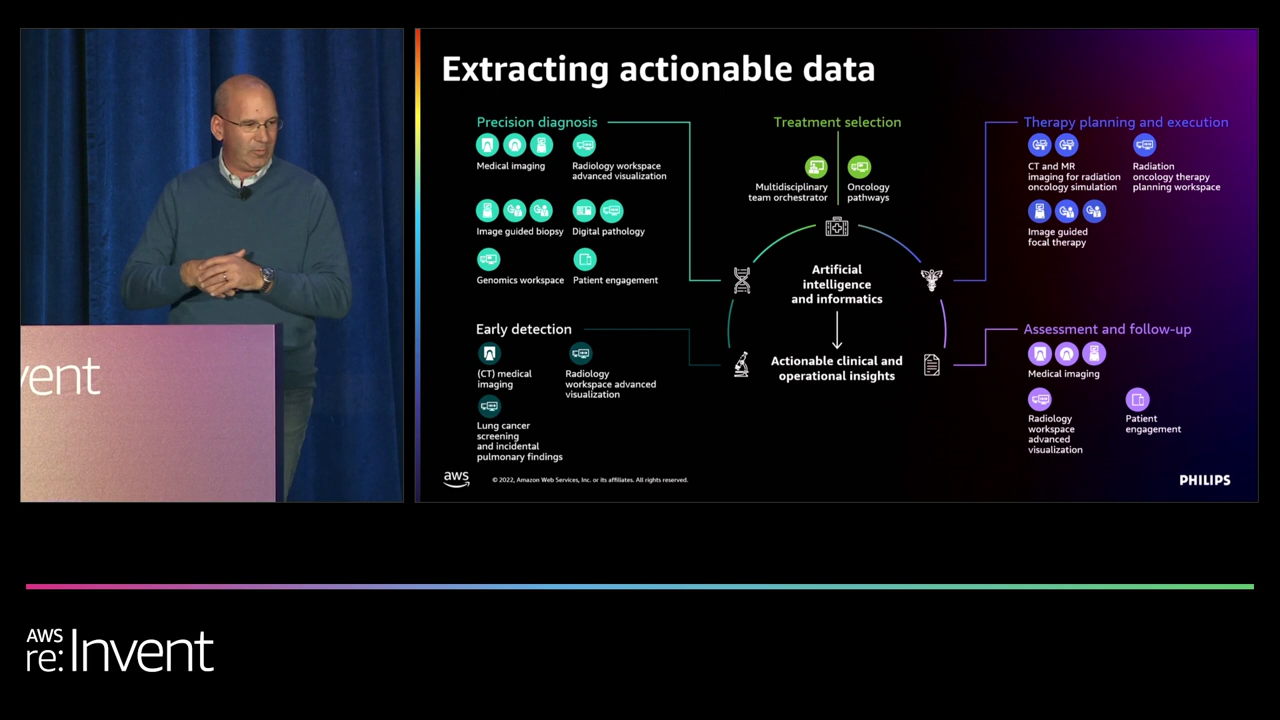 Extracting actionable data
Precision diagnosis
Medical imaging
Radiology workspace
advanced visualization
Image guided biopsy
Digital pathology
Genomics workspace
Patient engagement
Early detection
(CT) medical
imaging
Radiology
workspace advanced
visualization
Lung cancer
screening
and incidental
pulmonary findings
Treatment selection
Multidisciplinary
team orchestrator
Oncology
pathways
Artificial
intelligence
and informatics
Actionable clinical and
operational insights
Therapy planning and execution
CT and MR
imaging for radiation
oncology simulation
Radiation
oncology therapy
planning workspace
Image guided
focal therapy
Assessment and follow-up
Medical imaging
Radiology
workspace
advanced
visualization
Patient
engagement
aws
© 2022, Amazon Web Services, Inc. or its affiliates. All rights reserved.
PHILIPS
vent
AWS
re:Invent